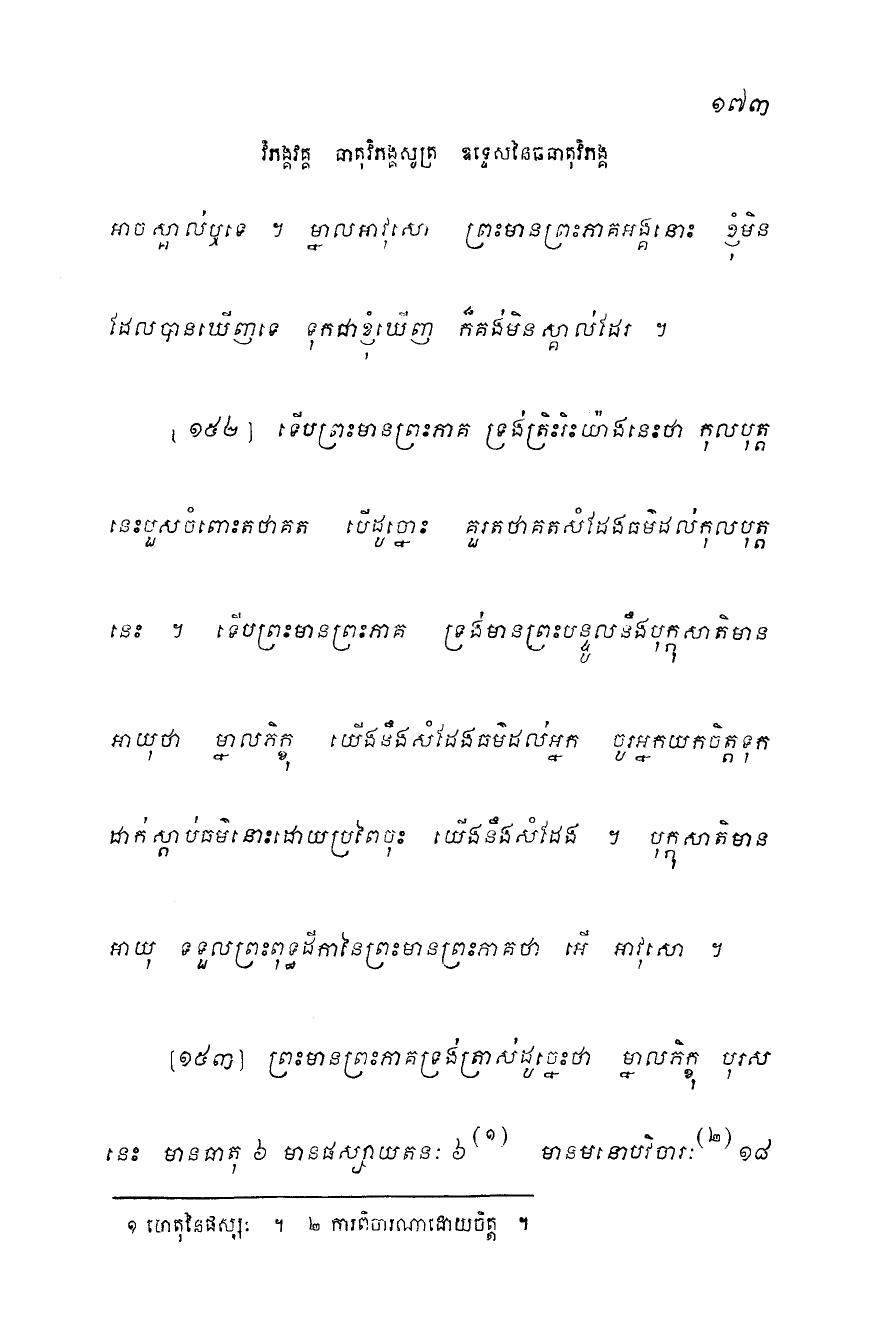 ១៧៣
វិភង្គវគ្គ ធាតុវិភង្គសូត្រ ឧទ្ទេសនៃធធាតុវិភង្គ
អាចស្គាល់ឬទេ ។ ម្នាលអាវុសោ ព្រះមានព្រះភាគអង្គនោះ ខ្ញុំមិន
ដែលបានឃើញទេ ទុកជាខ្ញុំឃើញ ក៏គង់មិនស្គាល់ដែរ ។
[១៥២] ទើបព្រះមានព្រះភាគ ទ្រង់ត្រិះរិះយ៉ាងនេះថា កុលបុត្ត
នេះបួសចំពោះតថាគត បើដូច្នោះ គួរតថាគតសំដែងធម៌ដល់កុលបុត្ត
នេះ ។ ទើបព្រះមានព្រះភាគ ទ្រង់មានព្រះបន្ទូលនឹងបុក្កុសាតិមាន
អាយុថា ម្នាលភិក្ខុ យើងនឹងសំដែងធម៌ដល់អ្នក ចូរអ្នកយកចិត្តទុក
ដាក់ស្តាប់ធម៌នោះដោយប្រពៃចុះ យើងនឹងសំដែង ។ បុក្កុសាតិមាន
អាយុ ទទួលព្រះពុទ្ធដីកានៃព្រះមានព្រះភាគថា អើ អាវុសោ ។
[១៥៣] ព្រះមានព្រះភាគទ្រង់ត្រាស់ដូច្នេះថា ម្នាលភិក្ខុ បុរស
នេះ មានធាតុ ៦ មានផស្សាយតនៈ ៦(១) មានមនោបវិចារៈ(២) ១៨
១ ហេតុនៃផស្សៈ ។ ២ ការពិចារណាដោយចិត្ត ។